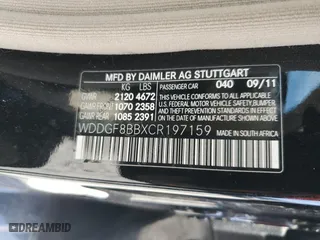 MFD BY DAIMLER AG STUTTGART
KG LBS PASSENGER CAR 040 09/11
GVWR 2120 4672
GAWR FRONT 1070 2358
GAWR REAR 1085 2391
THIS VEHICLE CONFORMS TO ALL
APPLICABLE U.S. FEDERAL MOTOR VEHICLE
SAFETY, BUMPER AND THEFT
PREVENTION STANDARDS IN EFFECT
ON THE DATE OF MANUFACTURE SHOWN ABOVE
WDDGF8BBXCR197159
MADE IN SOUTH AFRICA
DREAMBID